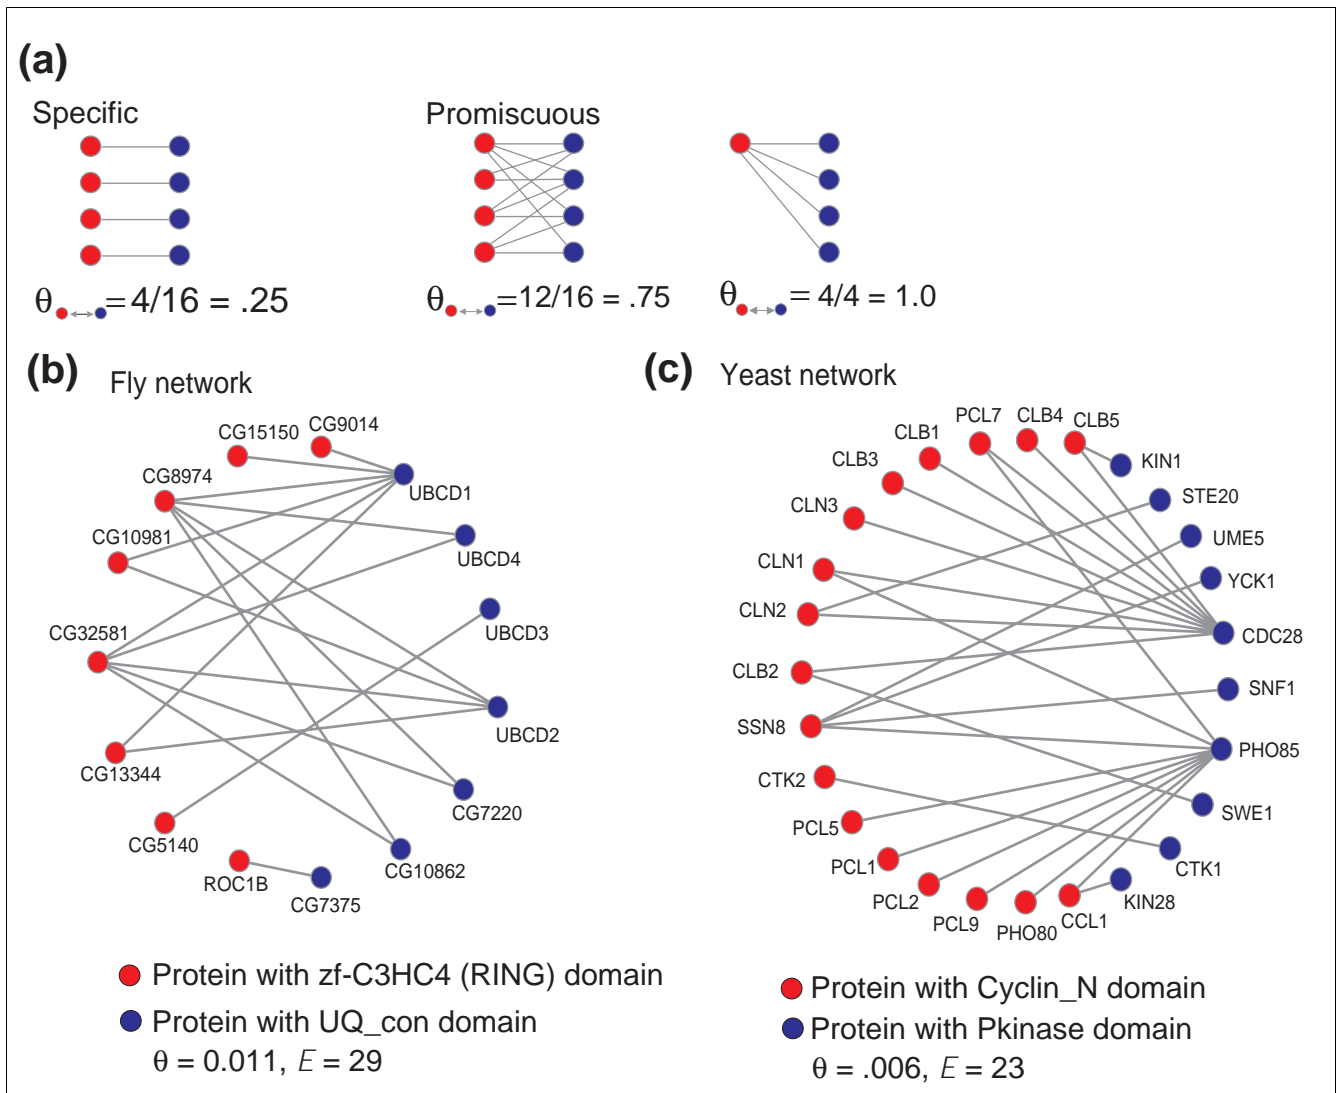 (a)
Specific
Promiscuous
θ = 4/16 = .25
θ =12/16 = .75
θ = 4/4 = 1.0
(b)
Fly network
CG15150
CG9014
CG8974
UBCD1
CG10981
UBCD4
CG32581
UBCD3
UBCD2
CG13344
CG7220
CG5140
CG10862
ROC1B
CG7375
Protein with zf-C3HC4 (RING) domain
Protein with UQ_con domain
θ = 0.011, E = 29
(c)
Yeast network
PCL7
CLB4
CLB5
CLB1
CLB3
KIN1
CLN3
STE20
UME5
CLN1
YCK1
CLN2
CDC28
CLB2
SNF1
SSN8
PHO85
CTK2
SWE1
PCL5
CTK1
PCL1
KIN28
PCL2
PCL9
PHO80
CCL1
Protein with Cyclin_N domain
Protein with Pkinase domain
θ = .006, E = 23